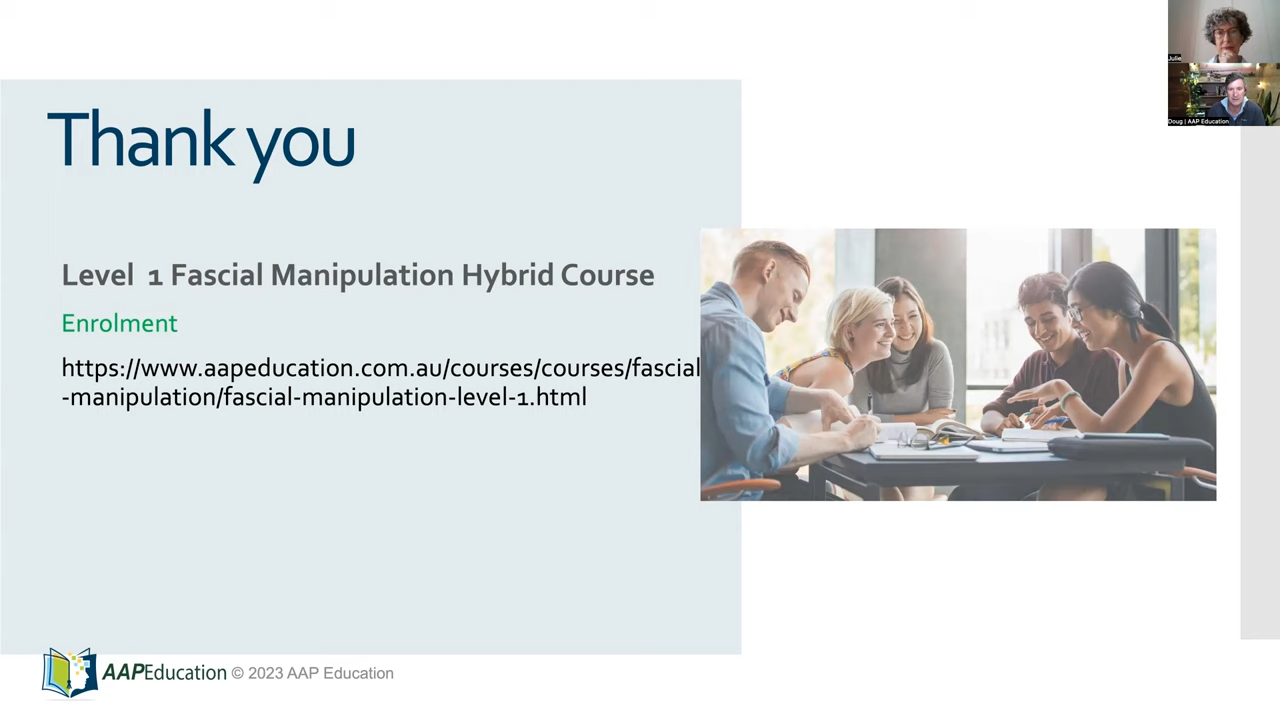 Thank you
Level 1 Fascial Manipulation Hybrid Course
Enrolment
https://www.aapeducation.com.au/courses/courses/fascial
-manipulation/fascial-manipulation-level-1.html
Julie
Doug | AAP Education
AAPEducation © 2023 AAP Education